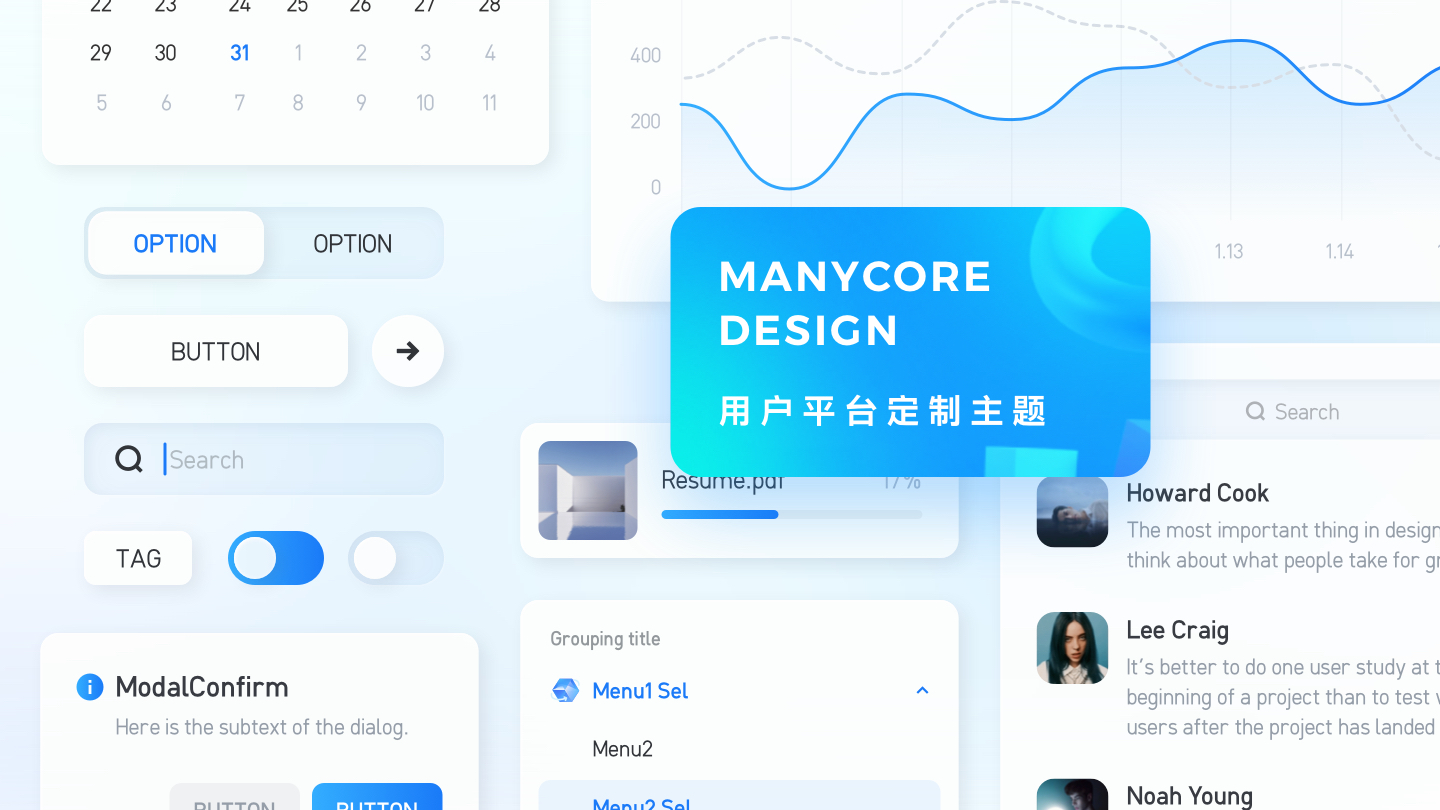 22 23 24 25 26 27 28
29 30 31 1 2 3 4
5 6 7 8 9 10 11
400
200
0
1.13 1.14
OPTION OPTION
BUTTON
Search
TAG
MANYCORE
DESIGN
用户平台定制主题
Resume.pdf 17%
Search
Howard Cook
The most important thing in design
think about what people take for
Lee Craig
It's better to do one user study at
beginning of a project than to test
users after the project has landed
Noah Young
Grouping title
Menu1 Sel
Menu2
Menu2 Sel
ModalConfirm
Here is the subtext of the dialog.
BUTTON BUTTON